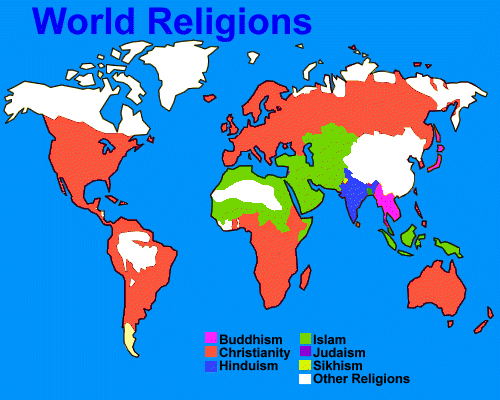 World Religions
Buddhism Islam
Christianity Judaism
Hinduism Sikhism
Other Religions